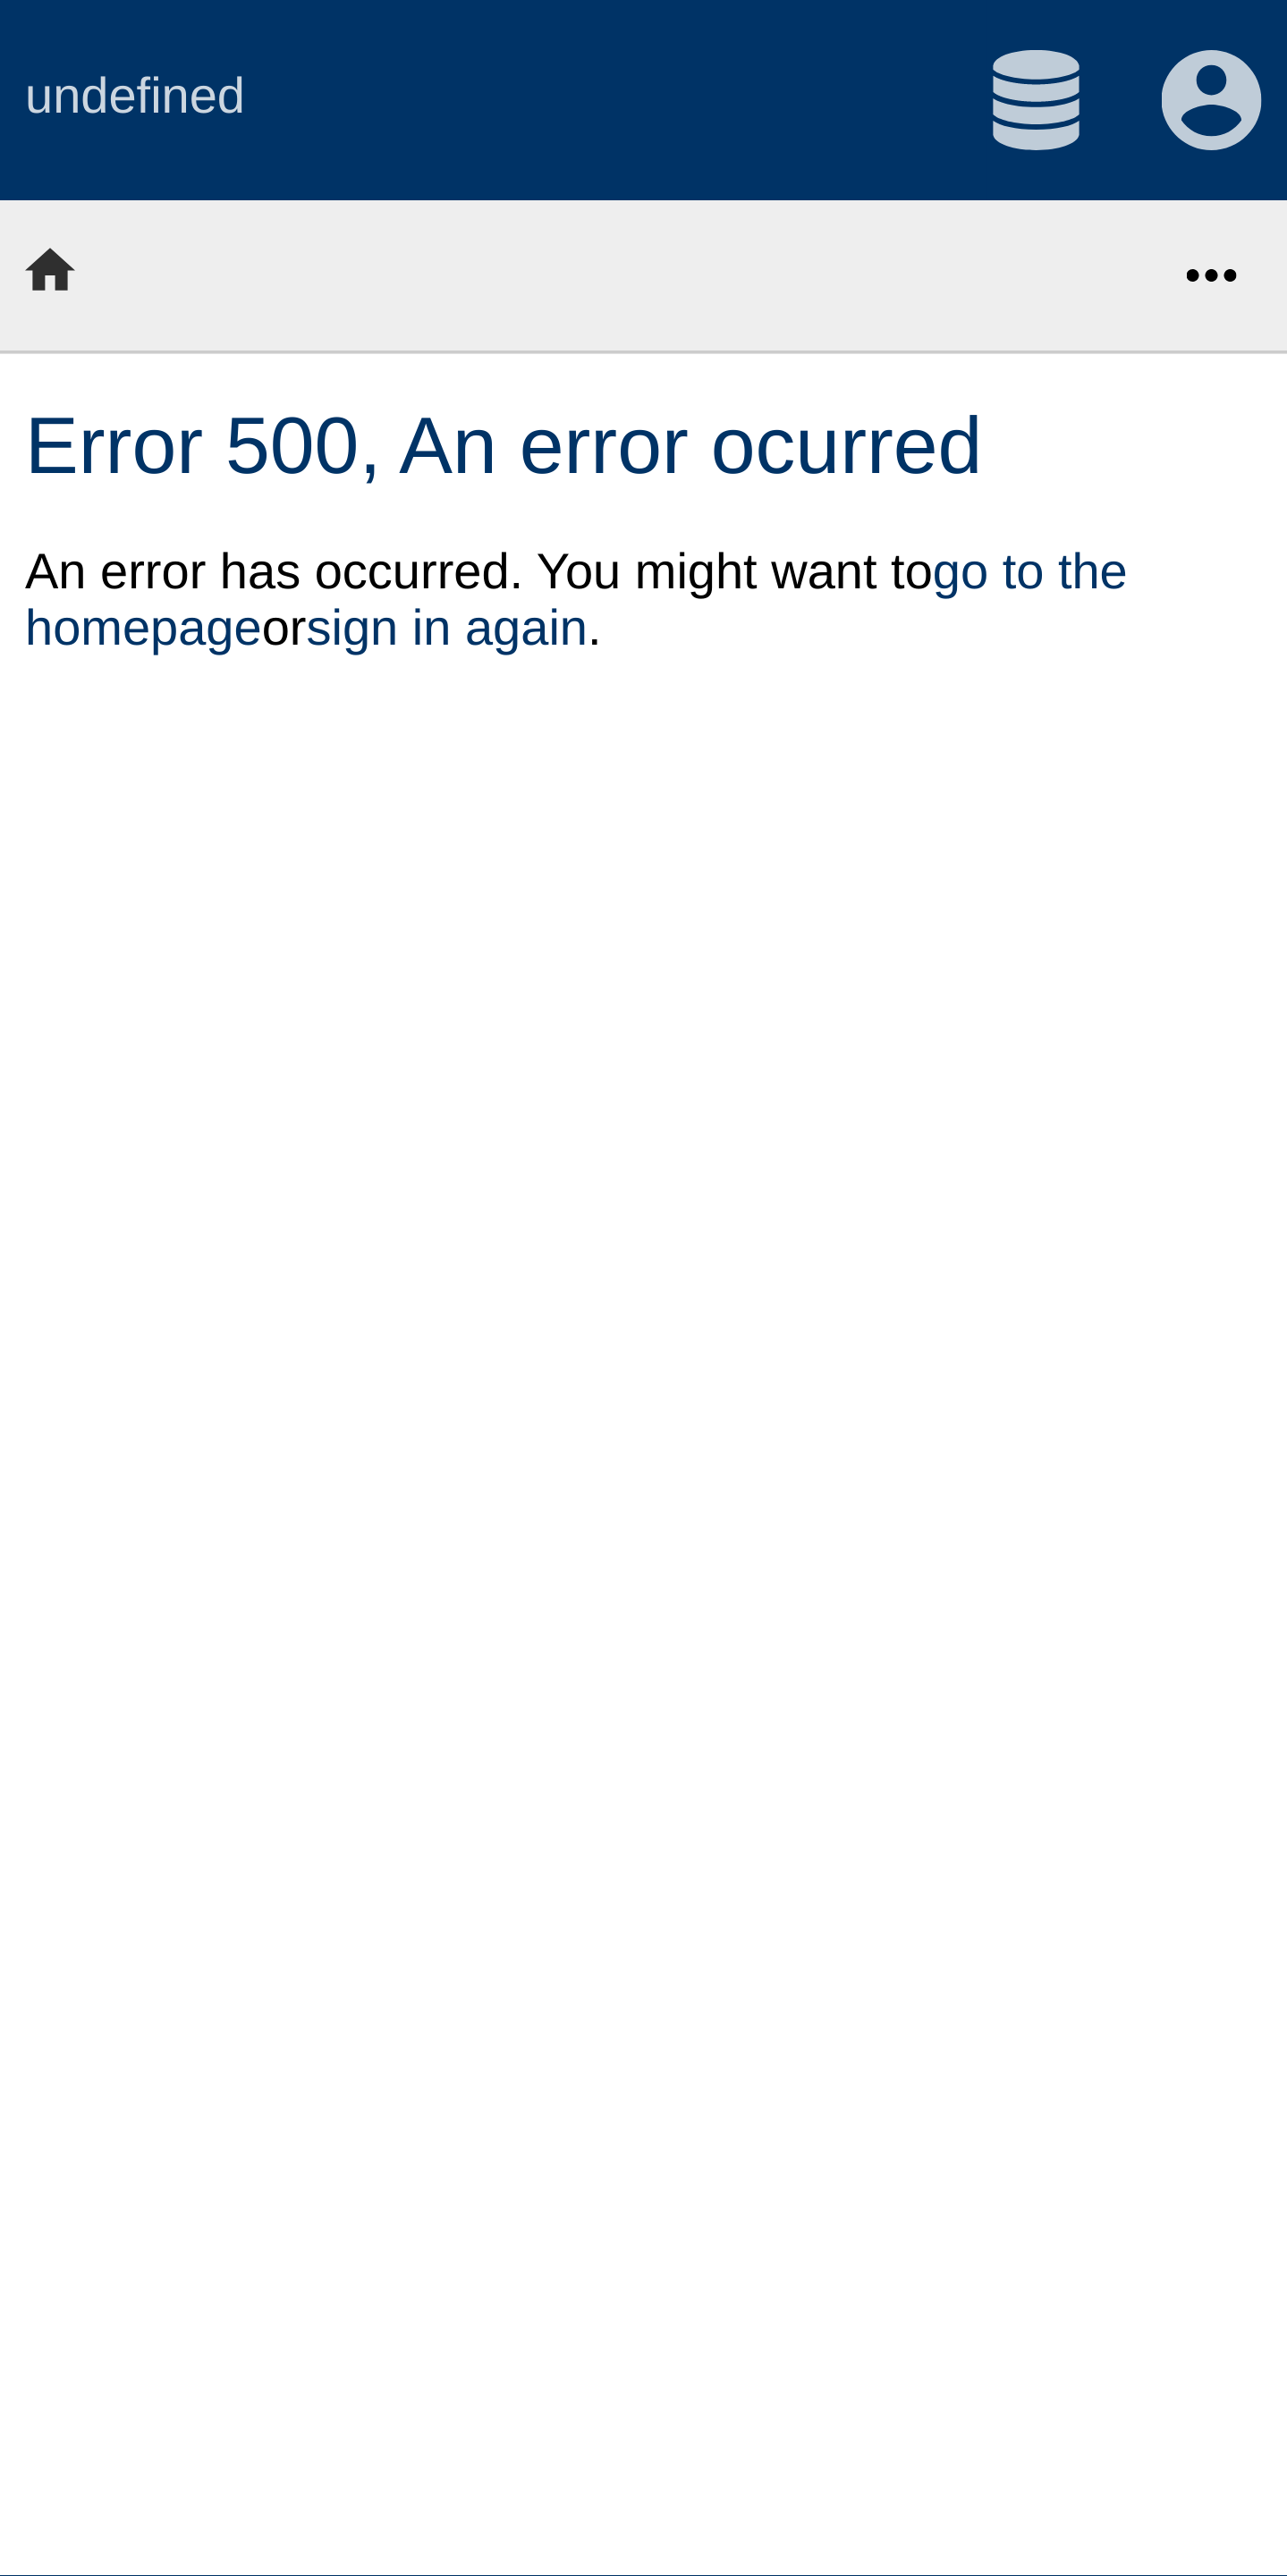 undefined
Error 500, An error ocurred
An error has occurred. You might want togo to the
homepageorsign in again.